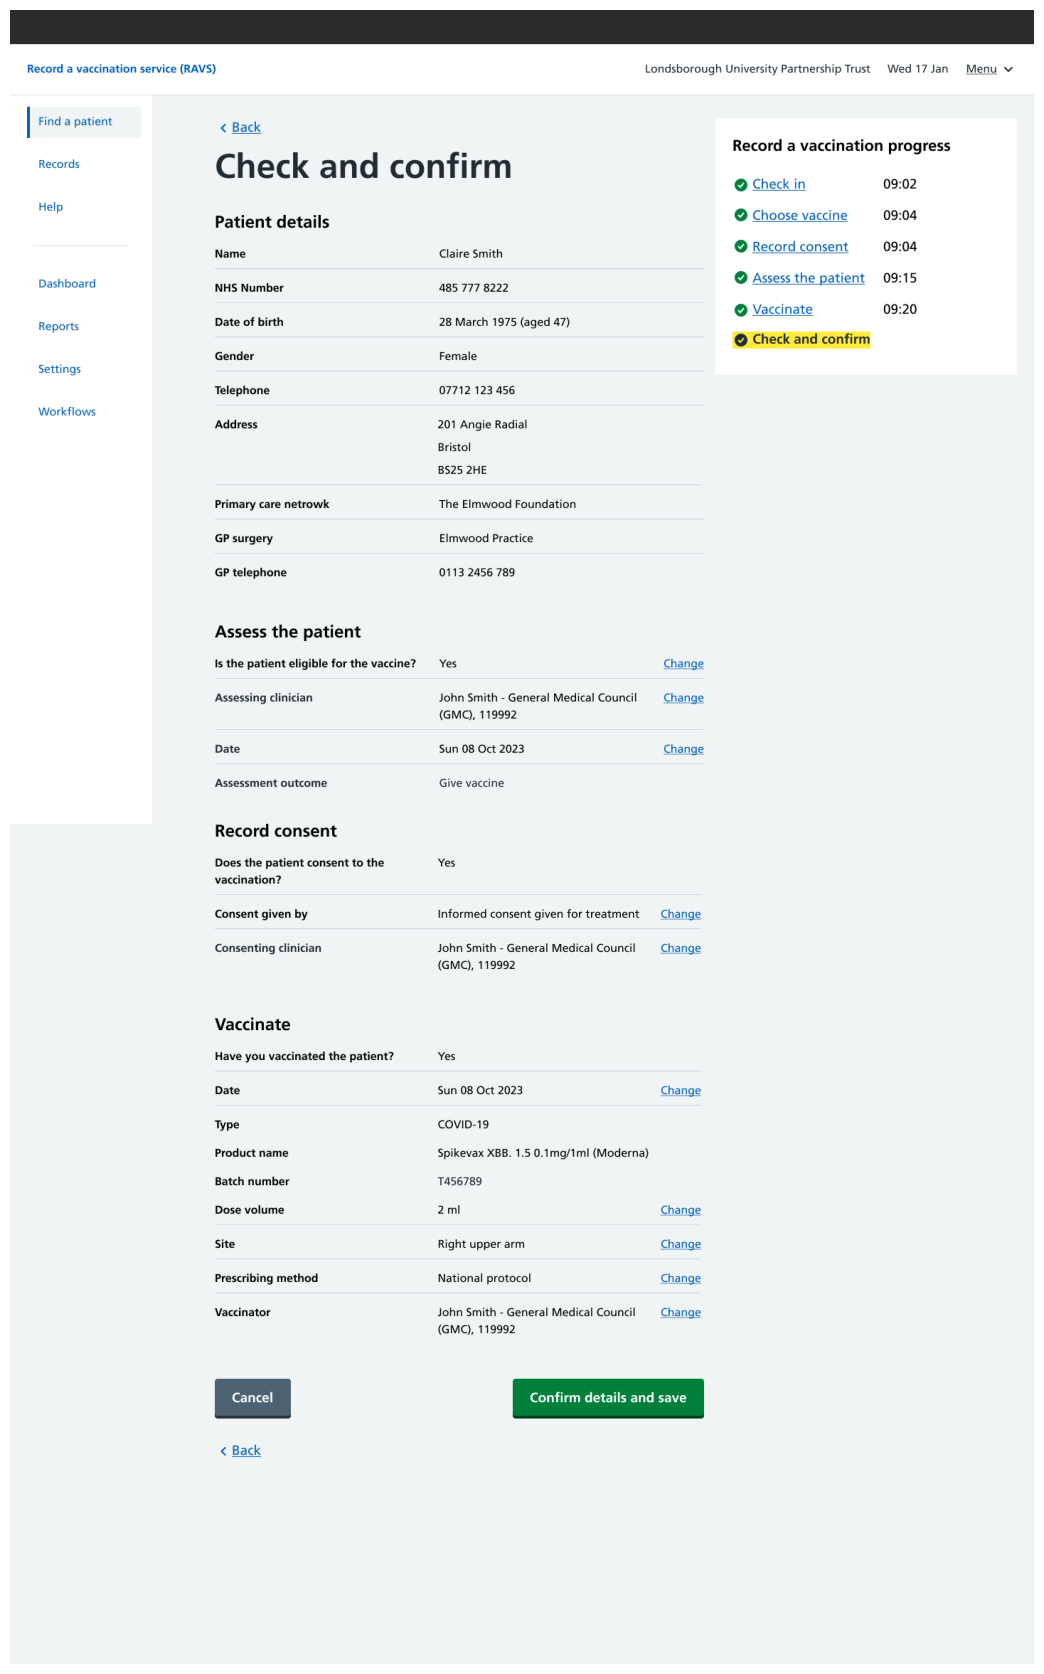 Record a vaccination service (RAVS)
Londsborough University Partnership Trust Wed 17 Jan Menu
Find a patient
Records
Help
Dashboard
Reports
Settings
Workflows
Back
Check and confirm
Patient details
Name Claire Smith
NHS Number 485 777 8222
Date of birth 28 March 1975 (aged 47)
Gender Female
Telephone 07712 123 456
Address 201 Angie Radial
Bristol
BS25 2HE
Primary care netrowk The Elmwood Foundation
GP surgery Elmwood Practice
GP telephone 0113 2456 789
Assess the patient
Is the patient eligible for the vaccine? Yes Change
Assessing clinician John Smith - General Medical Council Change
(GMC), 119992
Date Sun 08 Oct 2023 Change
Assessment outcome Give vaccine
Record consent
Does the patient consent to the Yes
vaccination?
Consent given by Informed consent given for treatment Change
Consenting clinician John Smith - General Medical Council Change
(GMC), 119992
Vaccinate
Have you vaccinated the patient? Yes
Date Sun 08 Oct 2023 Change
Type COVID-19
Product name Spikevax XBB. 1.5 0.1mg/1ml (Moderna)
Batch number T456789
Dose volume 2 ml Change
Site Right upper arm Change
Prescribing method National protocol Change
Vaccinator John Smith - General Medical Council Change
(GMC), 119992
Cancel Confirm details and save
Back
Record a vaccination progress
Check in 09:02
Choose vaccine 09:04
Record consent 09:04
Assess the patient 09:15
Vaccinate 09:20
Check and confirm